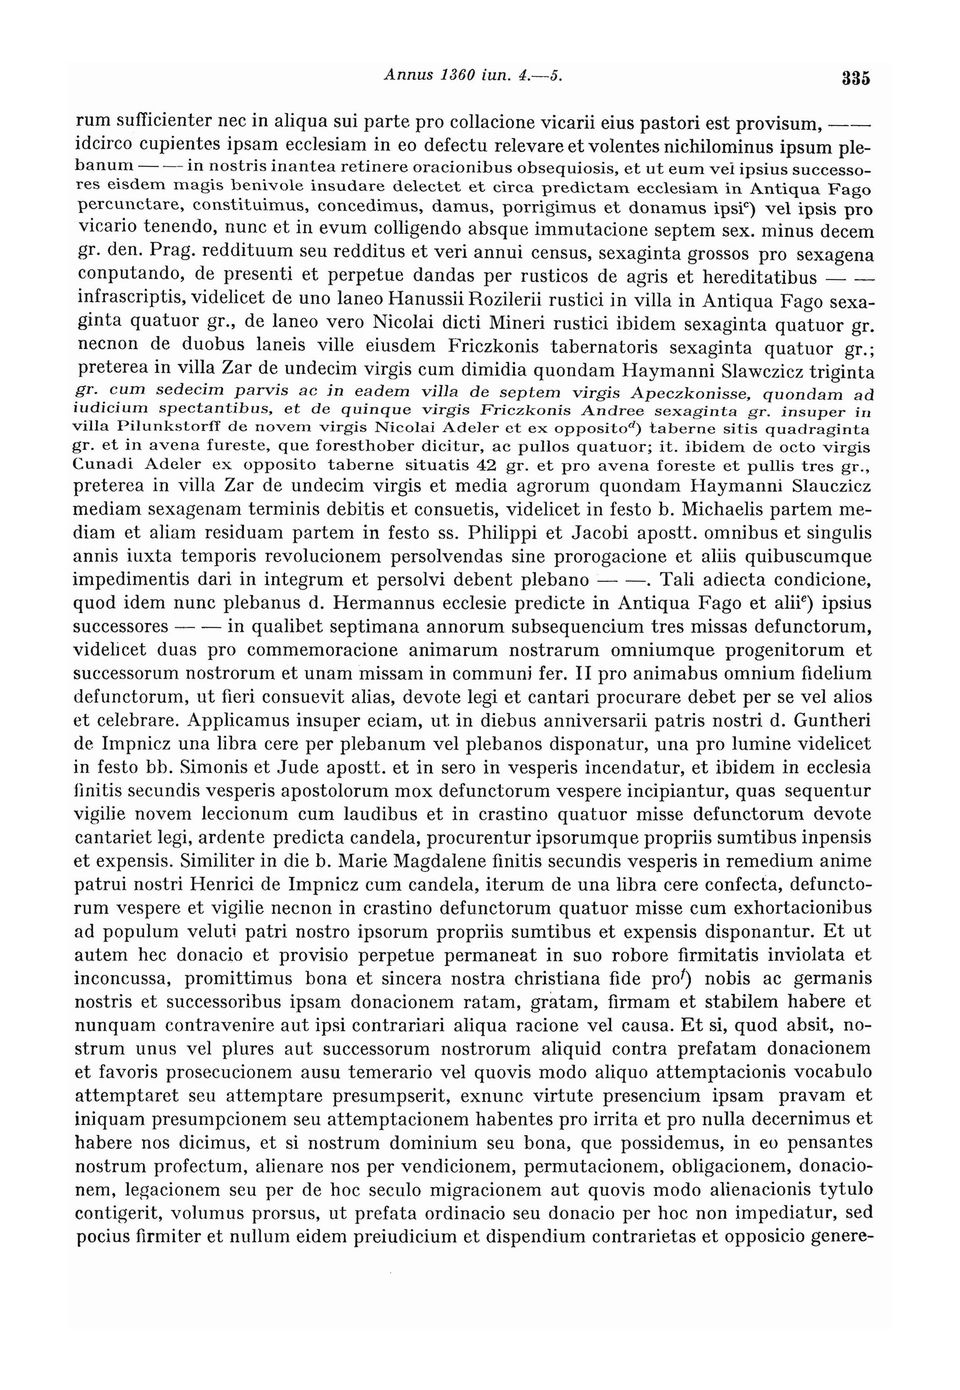 Annus 1360 iun. 4.—5. 335
rum sufficienter nec in aliqua sui parte pro collacione vicarii eius pastori est provisum, — —
idcirco cupientes ipsam ecclesiam in eo defectu relevare et volentes nichilominus ipsum ple-
banum — — in nostris inantea retinere oracionibus obsequiosis, et ut eum vel ipsius successo-
res eisdem magis benivole insudare delectet et circa predictam ecclesiam in Antiqua Fago
percunctare, constituimus, concedimus, damus, porrigimus et donamus ipsi^c) vel ipsis pro
vicario tenendo, nunc et in evum colligendo absque immutacione septem sex. minus decem
gr. den. Prag. reddituum seu redditus et veri annui census, sexaginta grossos pro sexagena
conputando, de presenti et perpetue dandas per rusticos de agris et hereditatibus — —
infrascriptis, videlicet de uno laneo Hanussii Rozilerii rustici in villa in Antiqua Fago sexa-
ginta quatuor gr., de laneo vero Nicolai dicti Mineri rustici ibidem sexaginta quatuor gr.
necnon de duobus laneis ville eiusdem Friczkonis tabernatoris sexaginta quatuor gr.;
preterea in villa Zar de undecim virgis cum dimidia quondam Haymanni Slawczicz triginta
gr. cum sedecim parvis ac in eadem villa de septem virgis Apeczkonisse, quondam ad
iudicium spectantibus, et de quinque virgis Friczkonis Andree sexaginta gr. insuper in
villa Pilunkstorff de novem virgis Nicolai Adeler et ex opposito^d) taberne sitis quadraginta
gr. et in avena fureste, que foresthober dicitur, ac pullos quatuor; it. ibidem de octo virgis
Cunadi Adeler ex opposito taberne situatis 42 gr. et pro avena foreste et pullis tres gr.,
preterea in villa Zar de undecim virgis et media agrorum quondam Haymanni Slauczicz
mediam sexagenam terminis debitis et consuetis, videlicet in festo b. Michaelis partem me-
diam et aliam residuam partem in festo ss. Philippi et Jacobi apostt. omnibus et singulis
annis iuxta temporis revolucionem persolvendas sine prorogacione et aliis quibuscumque
impedimentis dari in integrum et persolvi debent plebano — —. Tali adiecta condicione,
quod idem nunc plebanus d. Hermannus ecclesie predicte in Antiqua Fago et alii^e) ipsius
successores — — in qualibet septimana annorum subsequencium tres missas defunctorum,
videlicet duas pro commemoracione animarum nostrarum omniumque progenitorum et
successorum nostrorum et unam missam in communi fer. II pro animabus omnium fidelium
defunctorum, ut fieri consuevit alias, devote legi et cantari procurare debet per se vel alios
et celebrare. Applicamus insuper eciam, ut in diebus anniversarii patris nostri d. Guntheri
de Impnicz una libra cere per plebanum vel plebanos disponatur, una pro lumine videlicet
in festo bb. Simonis et Jude apostt. et in sero in vesperis incendatur, et ibidem in ecclesia
finitis secundis vesperis apostolorum mox defunctorum vespere incipiantur, quas sequentur
vigilie novem leccionum cum laudibus et in crastino quatuor misse defunctorum devote
cantariet legi, ardente predicta candela, procurentur ipsorumque propriis sumtibus inpensis
et expensis. Similiter in die b. Marie Magdalene finitis secundis vesperis in remedium anime
patrui nostri Henrici de Impnicz cum candela, iterum de una libra cere confecta, defuncto-
rum vespere et vigilie necnon in crastino defunctorum quatuor misse cum exhortacionibus
ad populum veluti patri nostro ipsorum propriis sumtibus et expensis disponantur. Et ut
autem hec donacio et provisio perpetue permaneat in suo robore firmitatis inviolata et
inconcussa, promittimus bona et sincera nostra christiana fide pro^f) nobis ac germanis
nostris et successoribus ipsam donacionem ratam, gratam, firmam et stabilem habere et
nunquam contravenire aut ipsi contrariari aliqua racione vel causa. Et si, quod absit, no-
strum unus vel plures aut successorum nostrorum aliquid contra prefatam donacionem
et favoris prosecucionem ausu temerario vel quovis modo aliquo attemptacionis vocabulo
attemptaret seu attemptare presumpserit, exnunc virtute presencium ipsam pravam et
iniquam presumpcionem seu attemptacionem habentes pro irrita et pro nulla decernimus et
habere nos dicimus, et si nostrum dominium seu bona, que possidemus, in eo pensantes
nostrum profectum, alienare nos per vendicionem, permutacionem, obligacionem, donacio-
nem, legacionem seu per de hoc seculo migracionem aut quovis modo alienacionis tytulo
contigerit, volumus prorsus, ut prefata ordinacio seu donacio per hoc non impediatur, sed
pocius firmiter et nullum eidem preiudicium et dispendium contrarietas et opposicio genere-